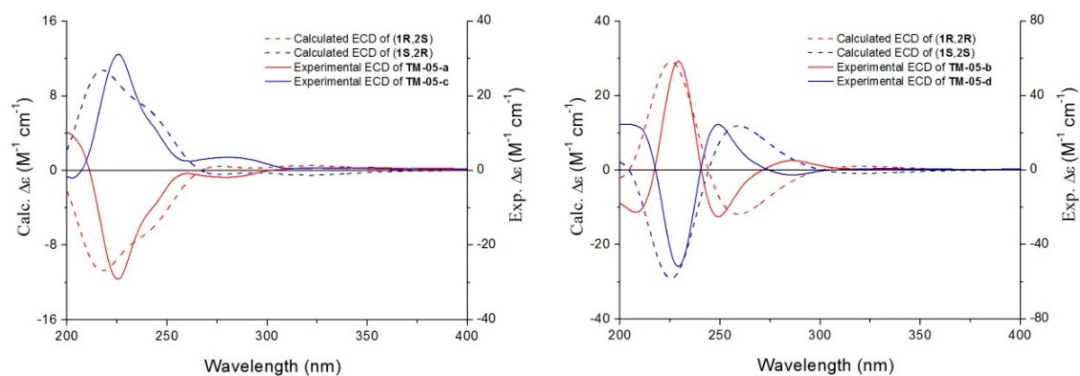 16
8
0
-8
-16
Calc. Δε (M⁻¹ cm⁻¹)
40
20
0
-20
-40
Exp. Δε (M⁻¹ cm⁻¹)
Calculated ECD of (1R,2S)
Calculated ECD of (1S,2R)
Experimental ECD of TM-05-a
Experimental ECD of TM-05-c
200 250 300 350 400
Wavelength (nm)
40
20
0
-20
-40
Calc. Δε (M⁻¹ cm⁻¹)
80
60
40
20
0
-20
-40
-60
-80
Exp. Δε (M⁻¹ cm⁻¹)
Calculated ECD of (1R,2R)
Calculated ECD of (1S,2S)
Experimental ECD of TM-05-b
Experimental ECD of TM-05-d
200 250 300 350 400
Wavelength (nm)